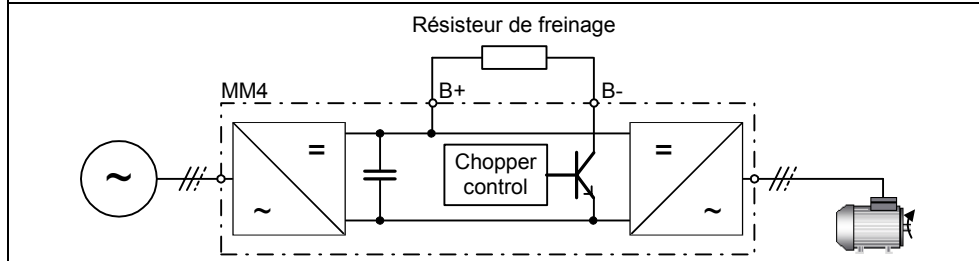 Résisteur de freinage
MM4
B+
B-
=
~
Chopper
control
=
~
~